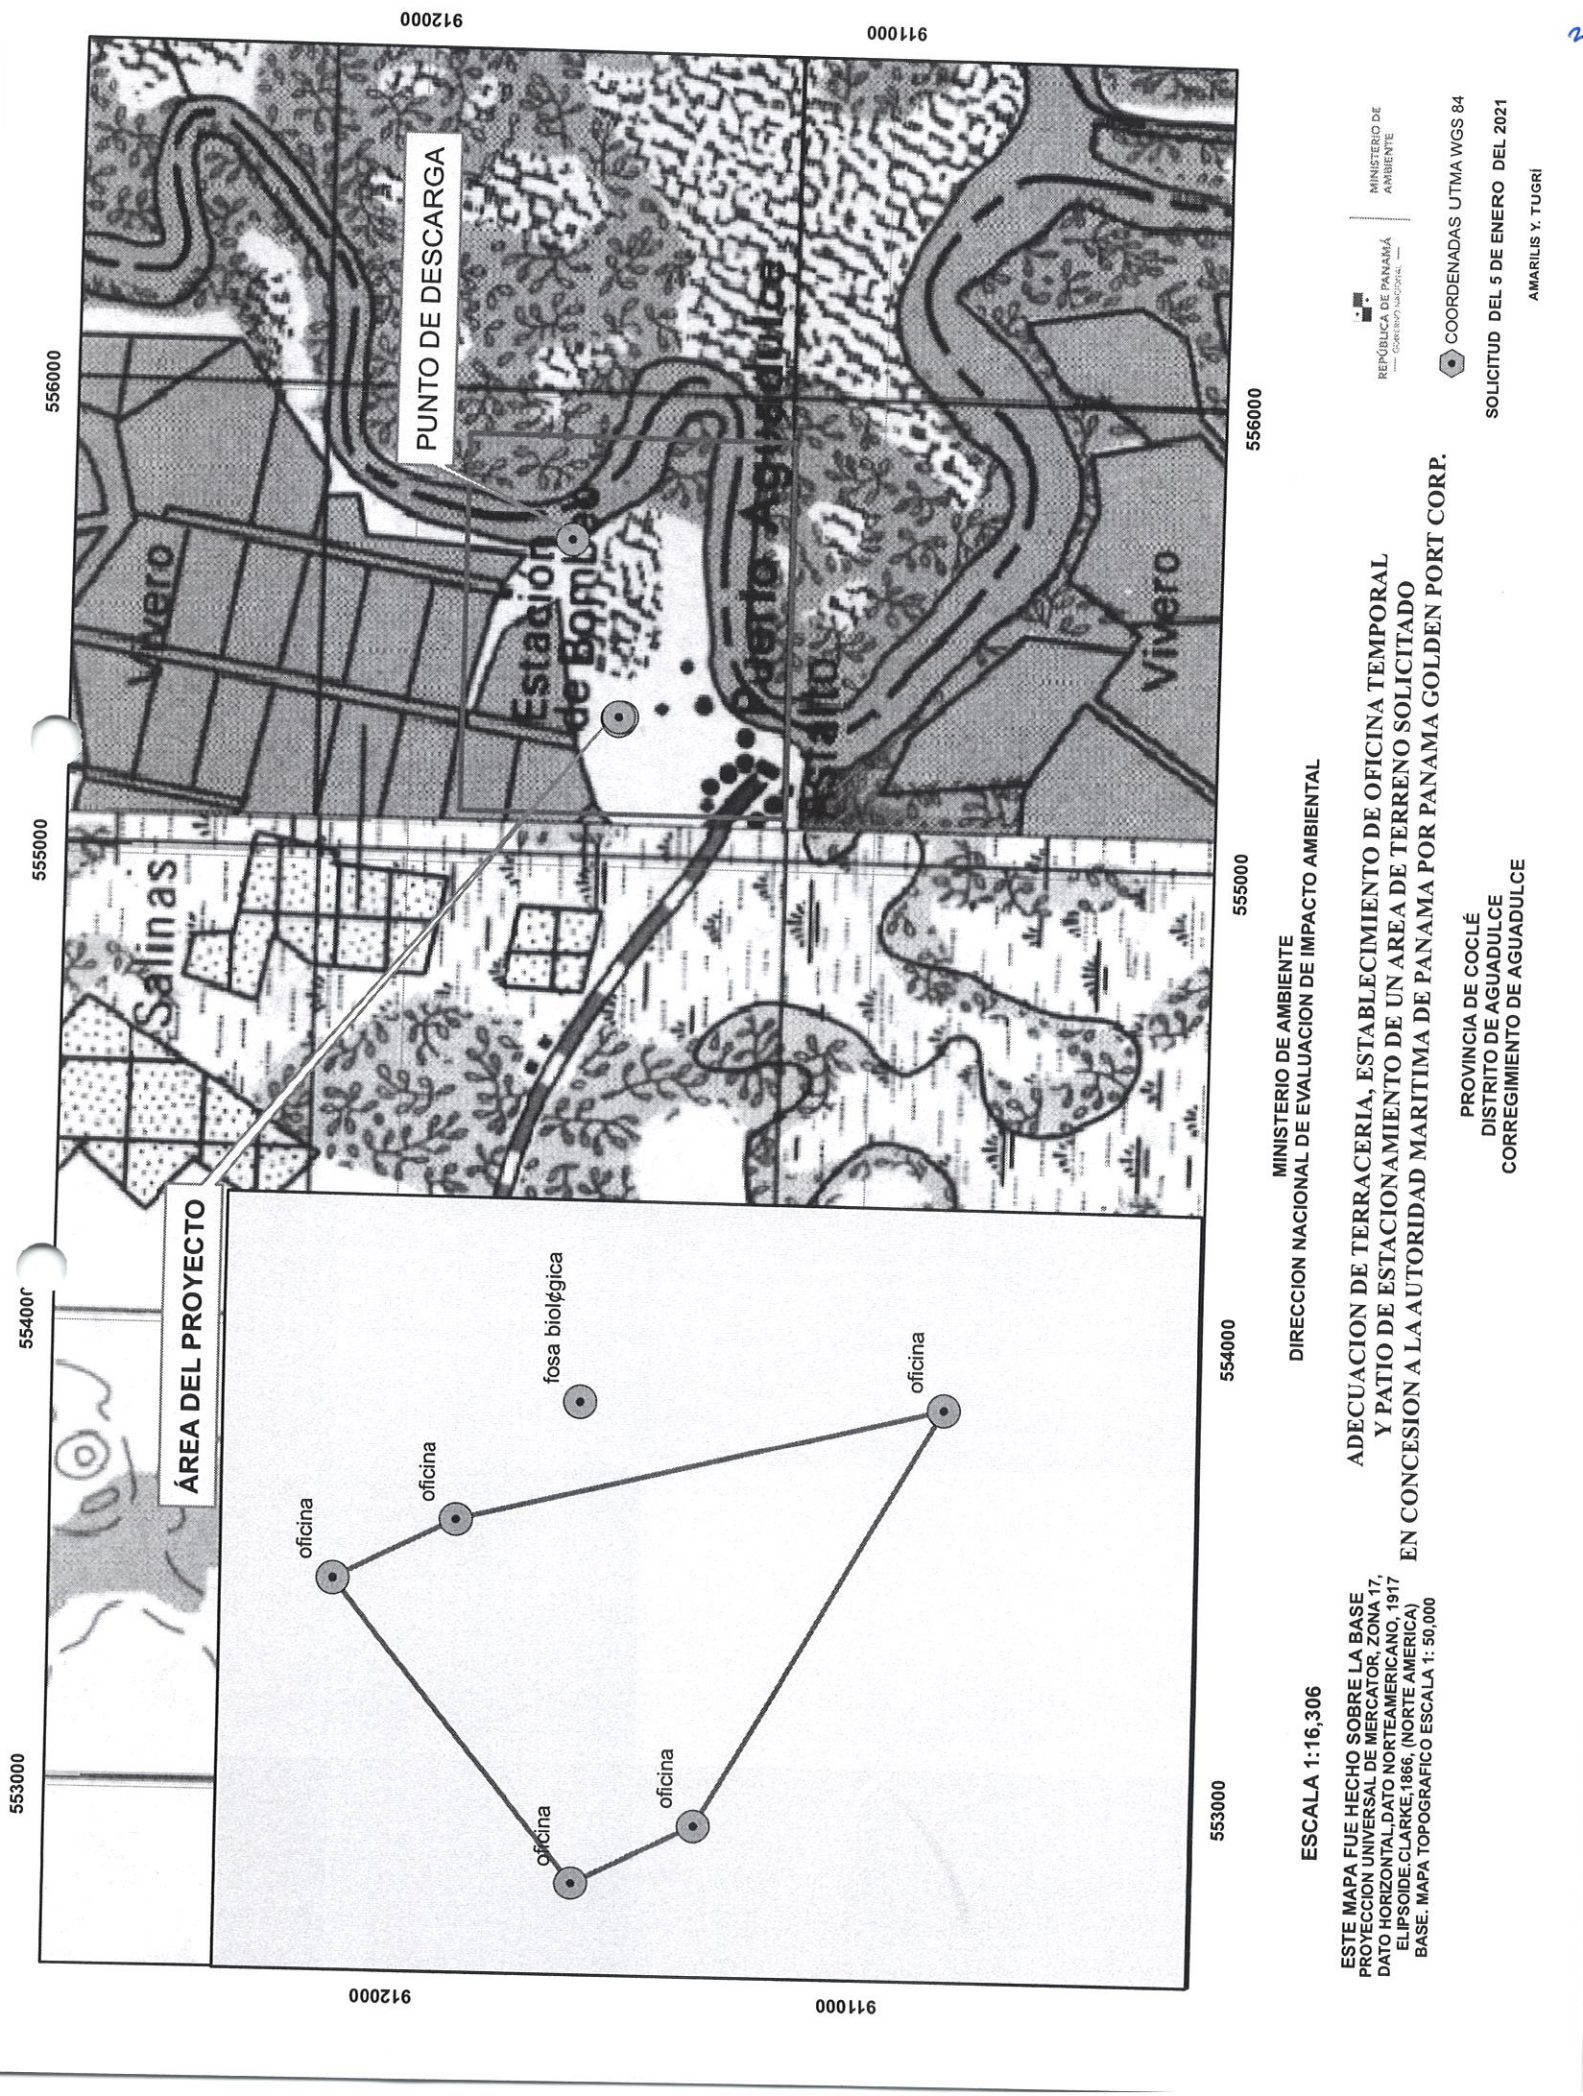 553000
554000
555000
556000
912000
911000
912000
911000
553000
554000
555000
556000
ÁREA DEL PROYECTO
PUNTO DE DESCARGA
Salinas
Vivero
Estación
de Bombeo
Puerto Aguadulce
Vivero
oficina
oficina
fosa biológica
oficina
oficina
oficina
ESCALA 1:16,306
ESTE MAPA FUE HECHO SOBRE LA BASE
PROYECCION UNIVERSAL DE MERCATOR, ZONA 17,
DATO HORIZONTAL,DATO NORTEAMERICANO, 1917
ELIPSOIDE.CLARKE,1866, (NORTE AMERICA)
BASE. MAPA TOPOGRAFICO ESCALA 1: 50,000
MINISTERIO DE AMBIENTE
DIRECCION NACIONAL DE EVALUACION DE IMPACTO AMBIENTAL
ADECUACION DE TERRACERIA, ESTABLECIMIENTO DE OFICINA TEMPORAL
Y PATIO DE ESTACIONAMIENTO DE UN AREA DE TERRENO SOLICITADO
EN CONCESION A LA AUTORIDAD MARITIMA DE PANAMA POR PANAMA GOLDEN PORT CORP.
PROVINCIA DE COCLÉ
DISTRITO DE AGUADULCE
CORREGIMIENTO DE AGUADULCE
REPÚBLICA DE PANAMÁ
— GOBIERNO NACIONAL —
MINISTERIO DE
AMBIENTE
COORDENADAS UTMA WGS 84
SOLICITUD DEL 5 DE ENERO DEL 2021
AMARILIS Y. TUGRÍ